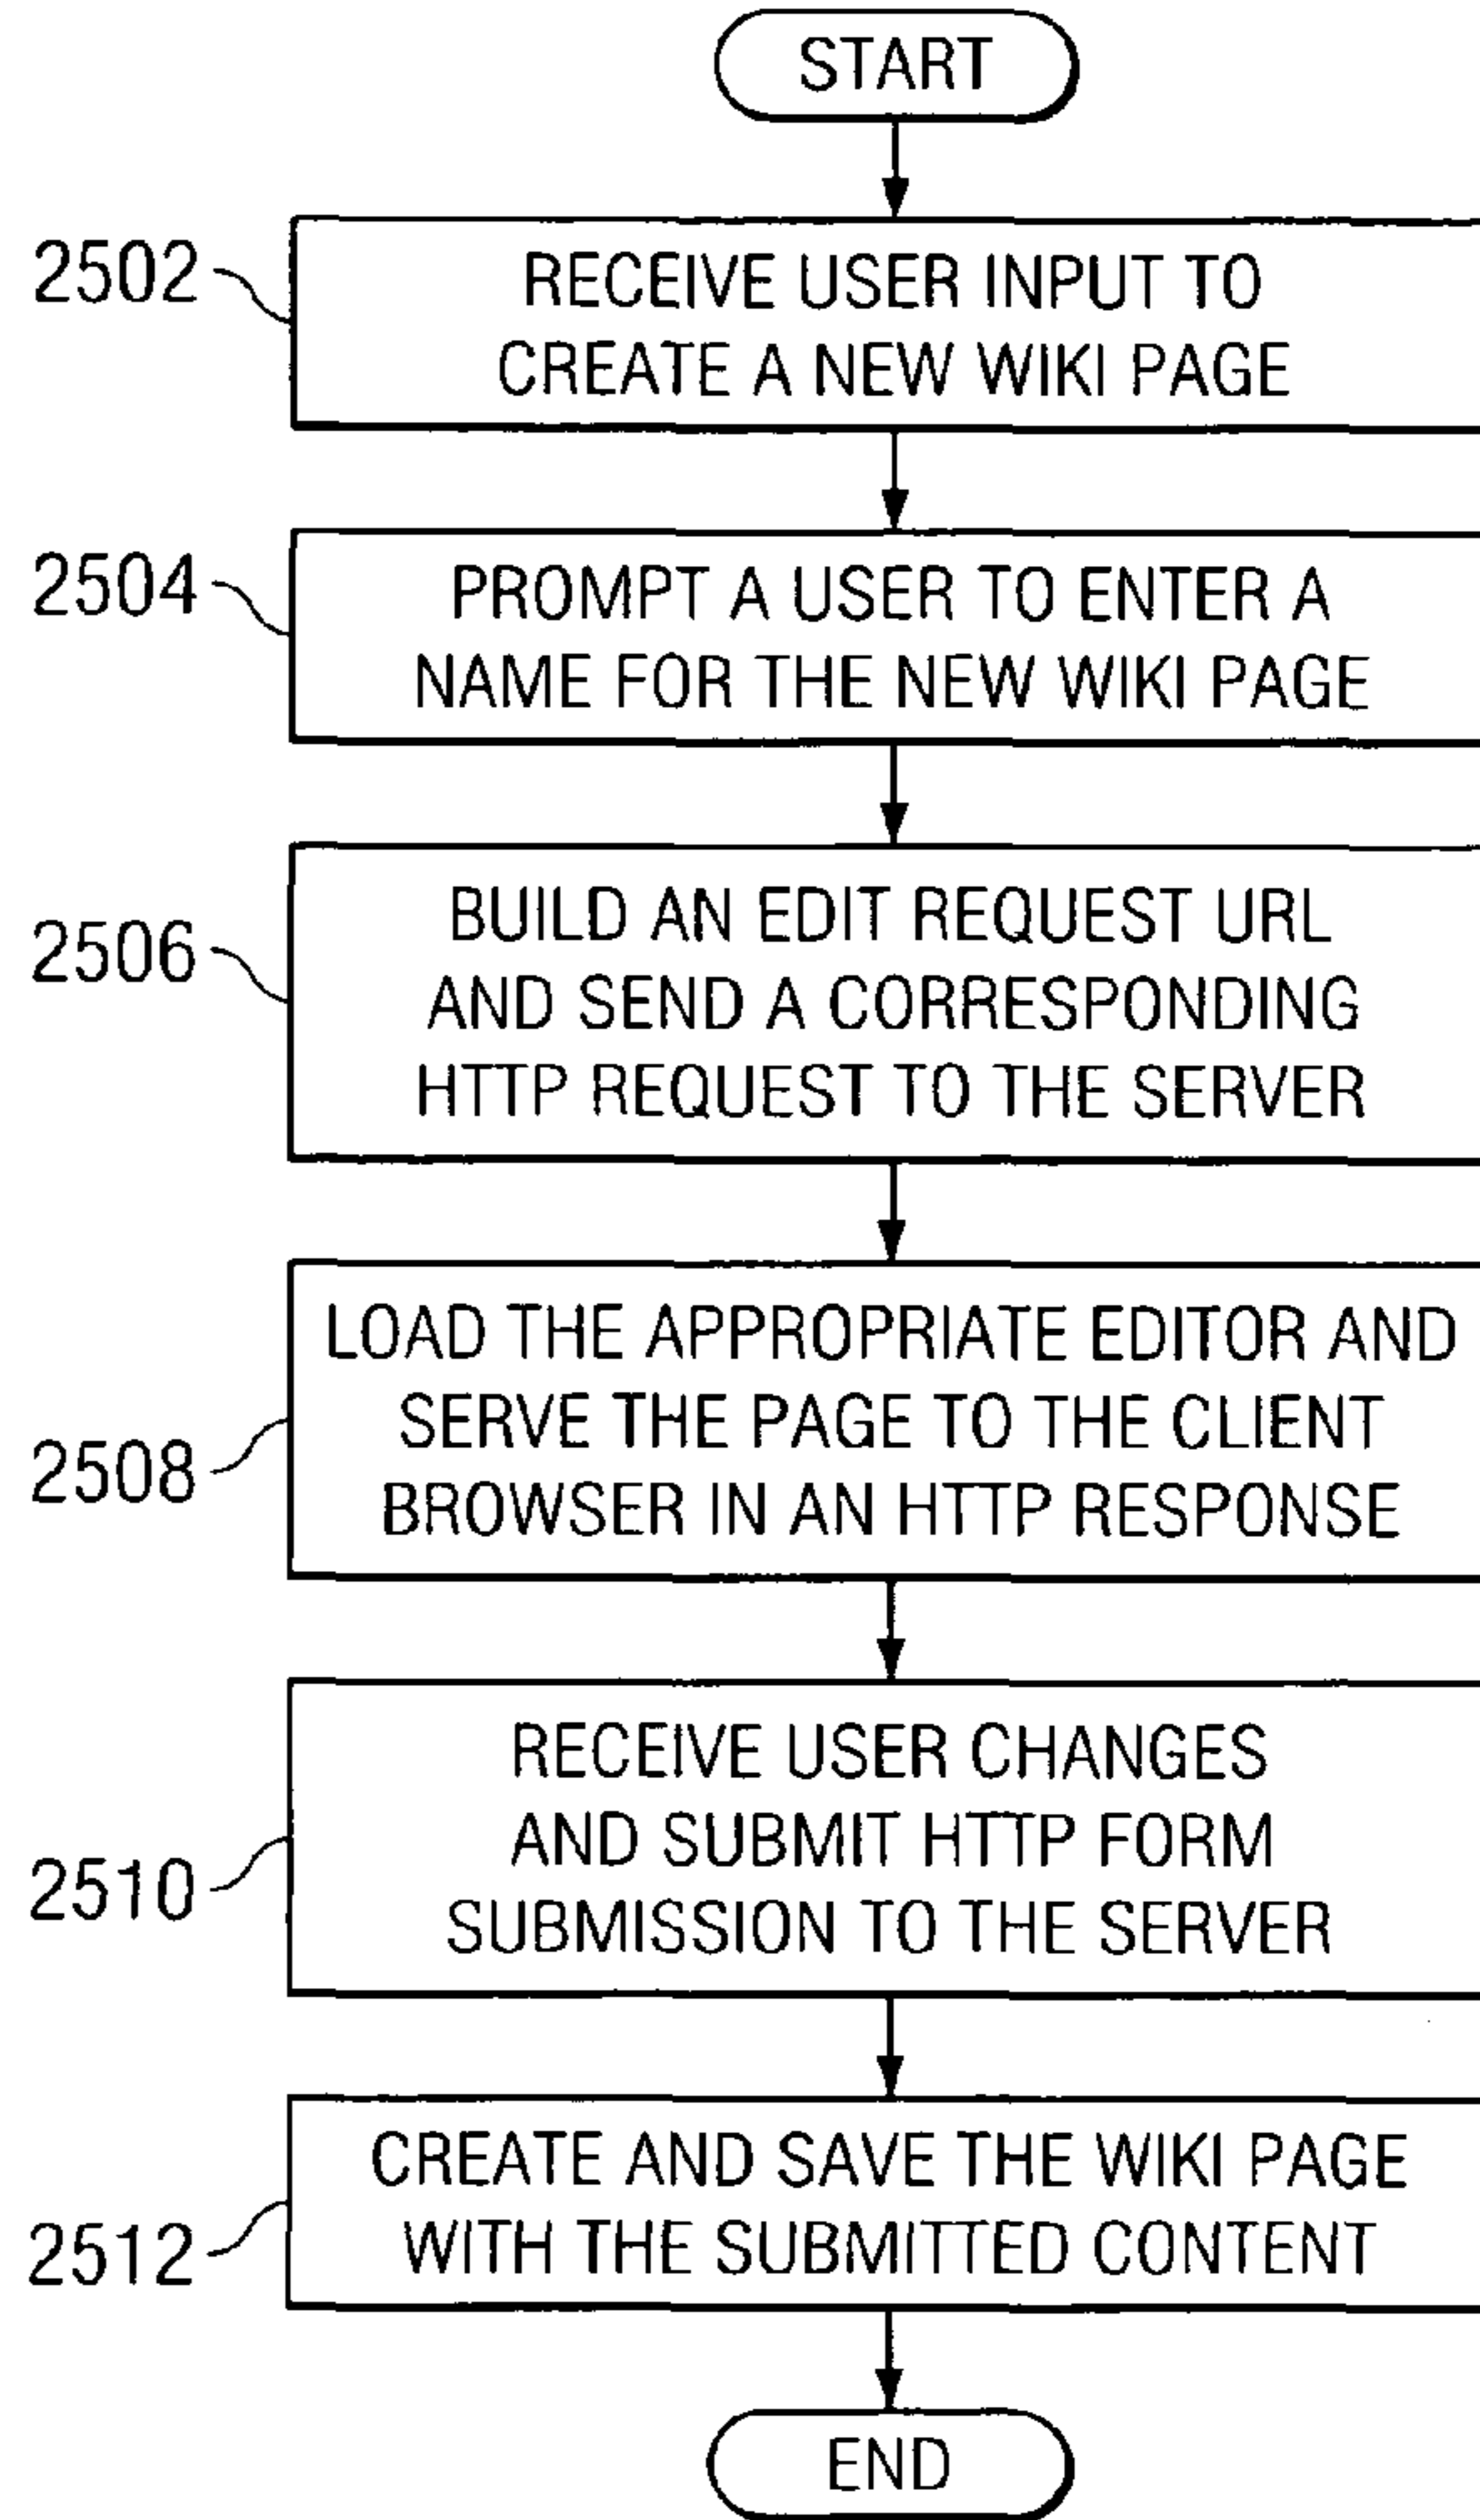 START
2502
RECEIVE USER INPUT TO
CREATE A NEW WIKI PAGE
2504
PROMPT A USER TO ENTER A
NAME FOR THE NEW WIKI PAGE
2506
BUILD AN EDIT REQUEST URL
AND SEND A CORRESPONDING
HTTP REQUEST TO THE SERVER
2508
LOAD THE APPROPRIATE EDITOR AND
SERVE THE PAGE TO THE CLIENT
BROWSER IN AN HTTP RESPONSE
2510
RECEIVE USER CHANGES
AND SUBMIT HTTP FORM
SUBMISSION TO THE SERVER
2512
CREATE AND SAVE THE WIKI PAGE
WITH THE SUBMITTED CONTENT
END